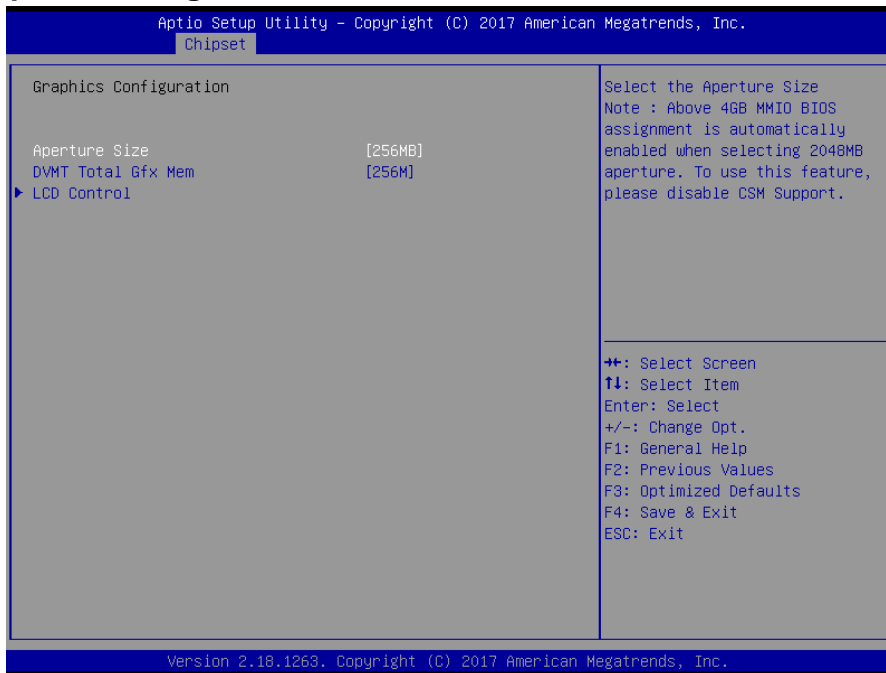 Aptio Setup Utility – Copyright (C) 2017 American Megatrends, Inc.
Chipset
Graphics Configuration
Aperture Size [256MB]
DVMT Total Gfx Mem [256M]
LCD Control
Select the Aperture Size
Note : Above 4GB MMIO BIOS
assignment is automatically
enabled when selecting 2048MB
aperture. To use this feature,
please disable CSM Support.
→←: Select Screen
↑↓: Select Item
Enter: Select
+/-: Change Opt.
F1: General Help
F2: Previous Values
F3: Optimized Defaults
F4: Save & Exit
ESC: Exit
Version 2.18.1263. Copyright (C) 2017 American Megatrends, Inc.